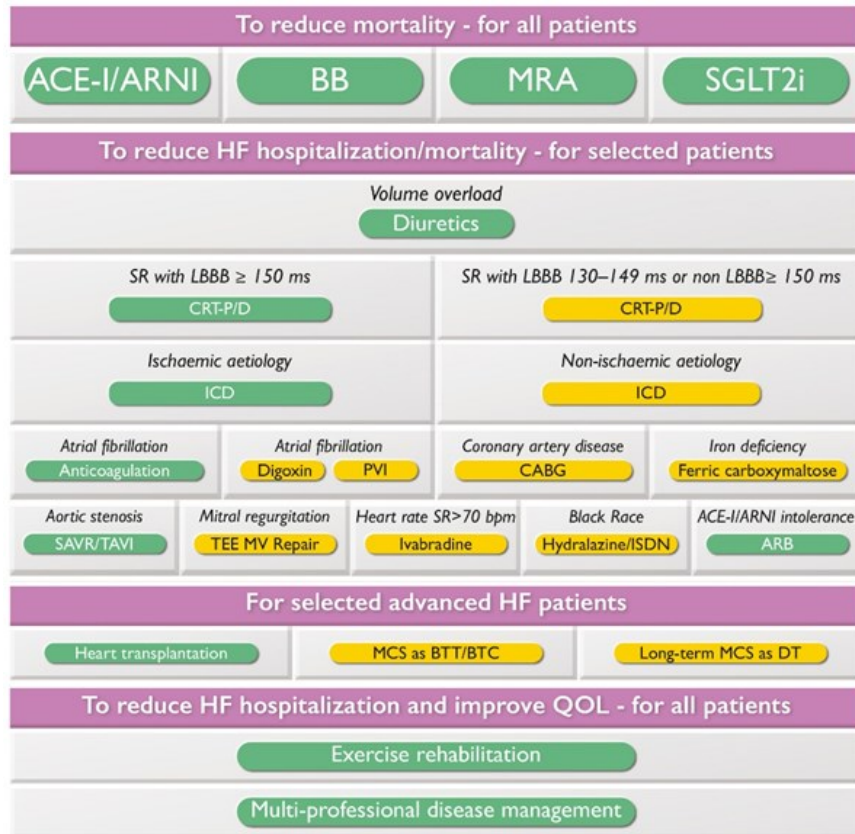 To reduce mortality - for all patients
ACE-I/ARNI BB MRA SGLT2i
To reduce HF hospitalization/mortality - for selected patients
Volume overload
Diuretics
SR with LBBB ≥ 150 ms SR with LBBB 130–149 ms or non LBBB≥ 150 ms
CRT-P/D CRT-P/D
Ischaemic aetiology Non-ischaemic aetiology
ICD ICD
Atrial fibrillation Atrial fibrillation Coronary artery disease Iron deficiency
Anticoagulation Digoxin PVI CABG Ferric carboxymaltose
Aortic stenosis Mitral regurgitation Heart rate SR>70 bpm Black Race ACE-I/ARNI intolerance
SAVR/TAVI TEE MV Repair Ivabradine Hydralazine/ISDN ARB
For selected advanced HF patients
Heart transplantation MCS as BTT/BTC Long-term MCS as DT
To reduce HF hospitalization and improve QOL - for all patients
Exercise rehabilitation
Multi-professional disease management